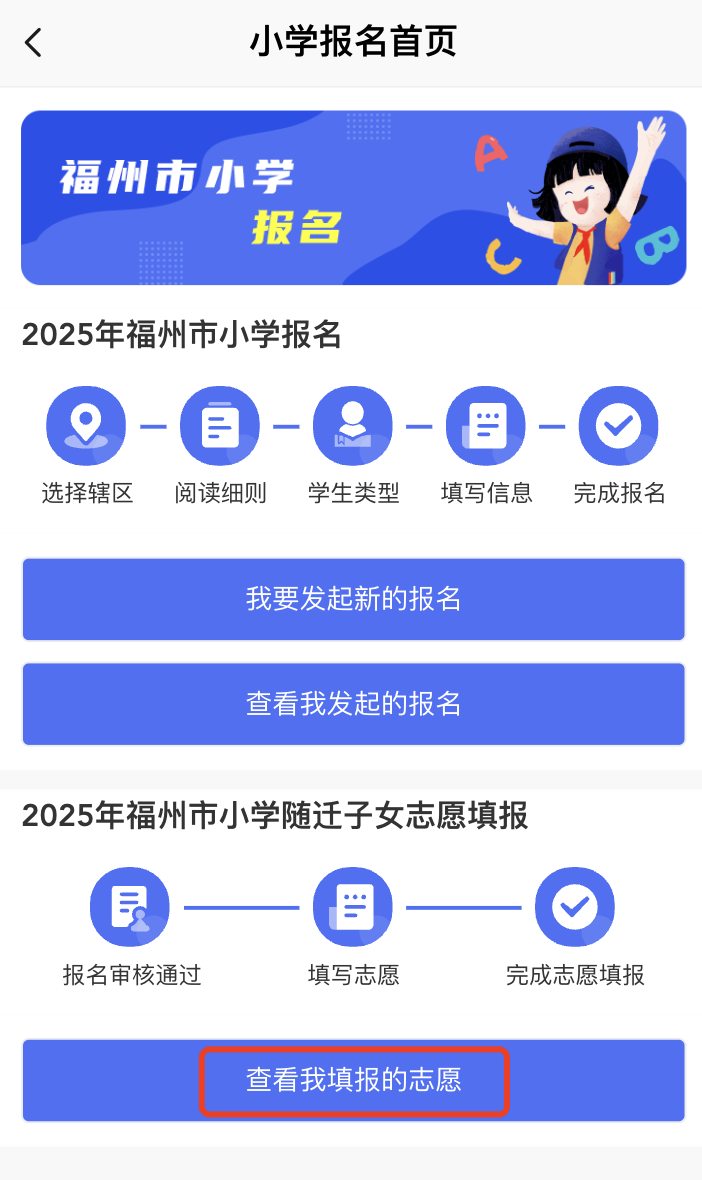 小学报名首页
福州市小学
报名
A
C
B
2025年福州市小学报名
选择辖区 阅读细则 学生类型 填写信息 完成报名
我要发起新的报名
查看我发起的报名
2025年福州市小学随迁子女志愿填报
报名审核通过 填写志愿 完成志愿填报
查看我填报的志愿